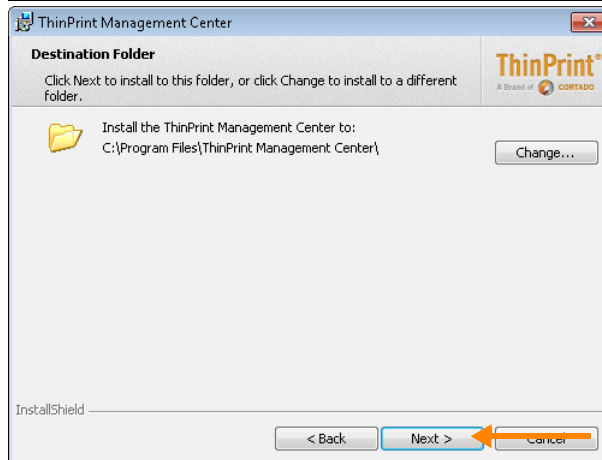 ThinPrint Management Center
Destination Folder
Click Next to install to this folder, or click Change to install to a different
folder.
ThinPrint®
A Brand of CORTADO
Install the ThinPrint Management Center to:
C:\Program Files\ThinPrint Management Center\
Change...
InstallShield
< Back
Next >
Cancel